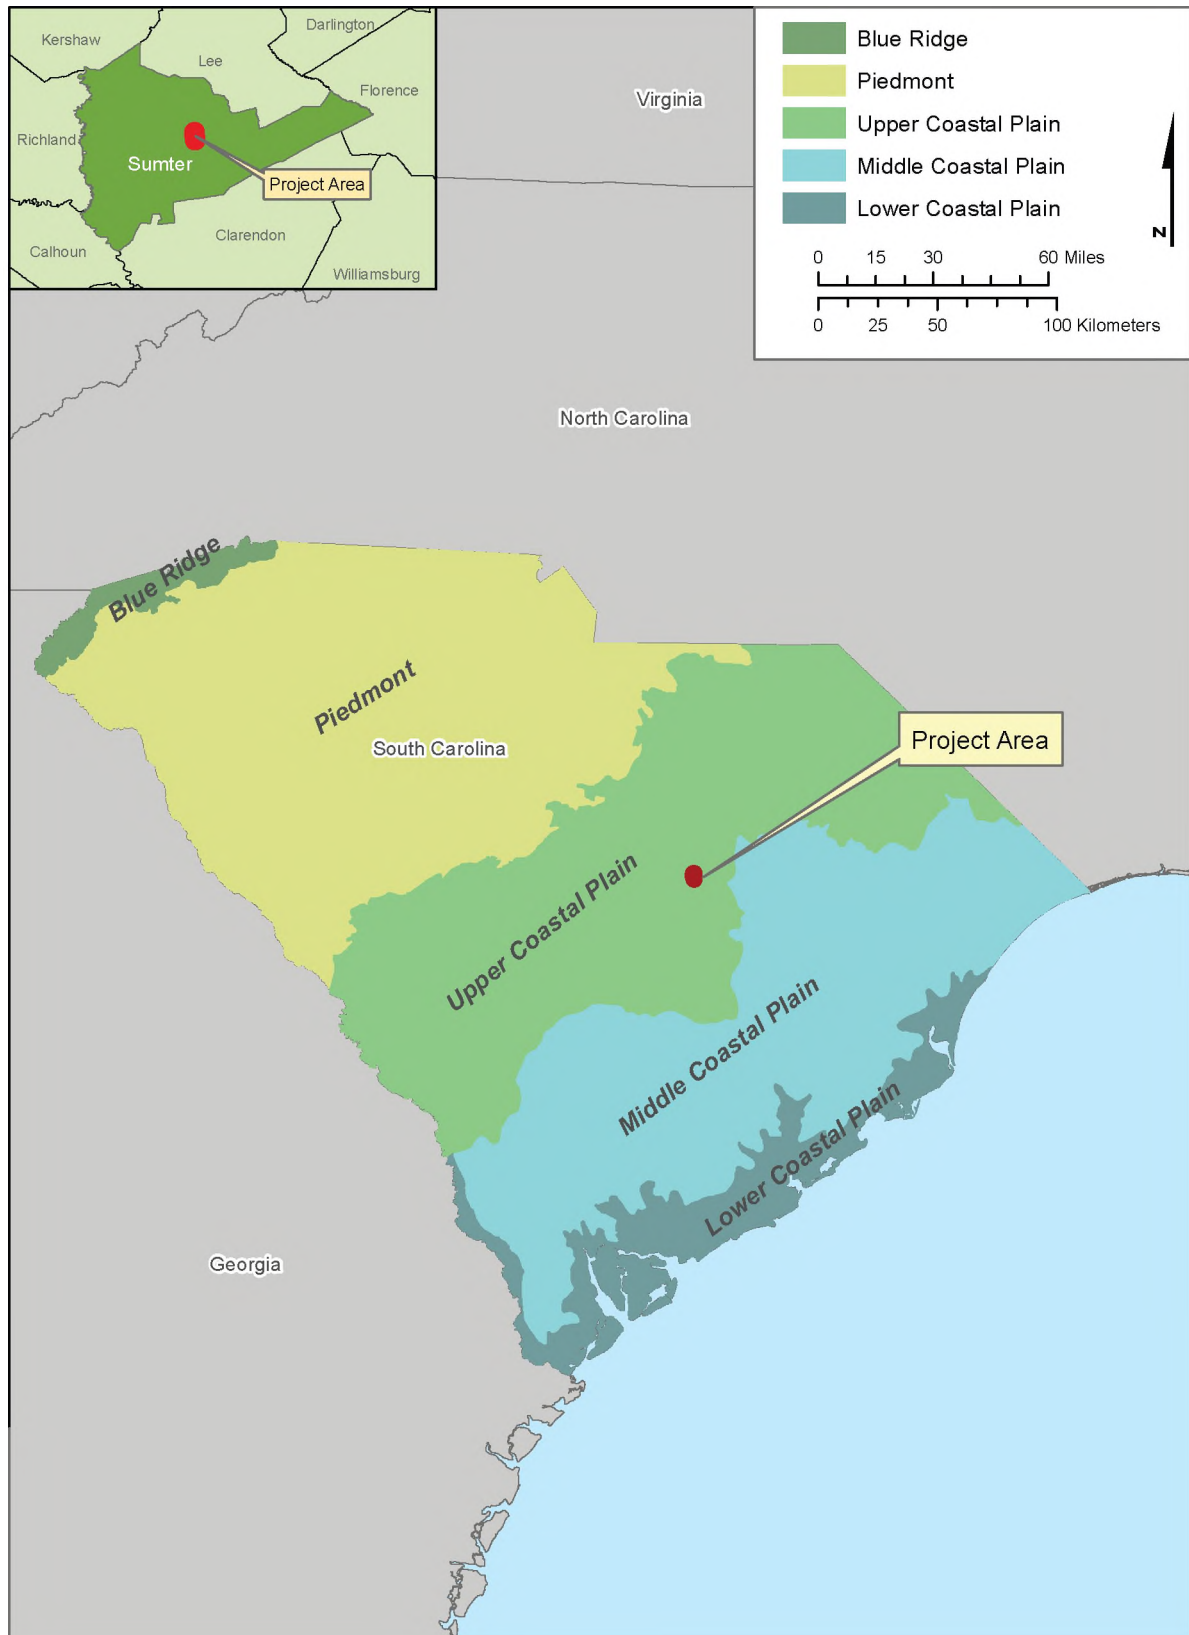 Kershaw
Darlington
Lee
Florence
Richland
Sumter
Project Area
Calhoun
Clarendon
Williamsburg
Blue Ridge
Piedmont
Upper Coastal Plain
Middle Coastal Plain
Lower Coastal Plain
N
0 15 30 60 Miles
0 25 50 100 Kilometers
Virginia
North Carolina
Blue Ridge
Piedmont
South Carolina
Project Area
Upper Coastal Plain
Middle Coastal Plain
Lower Coastal Plain
Georgia